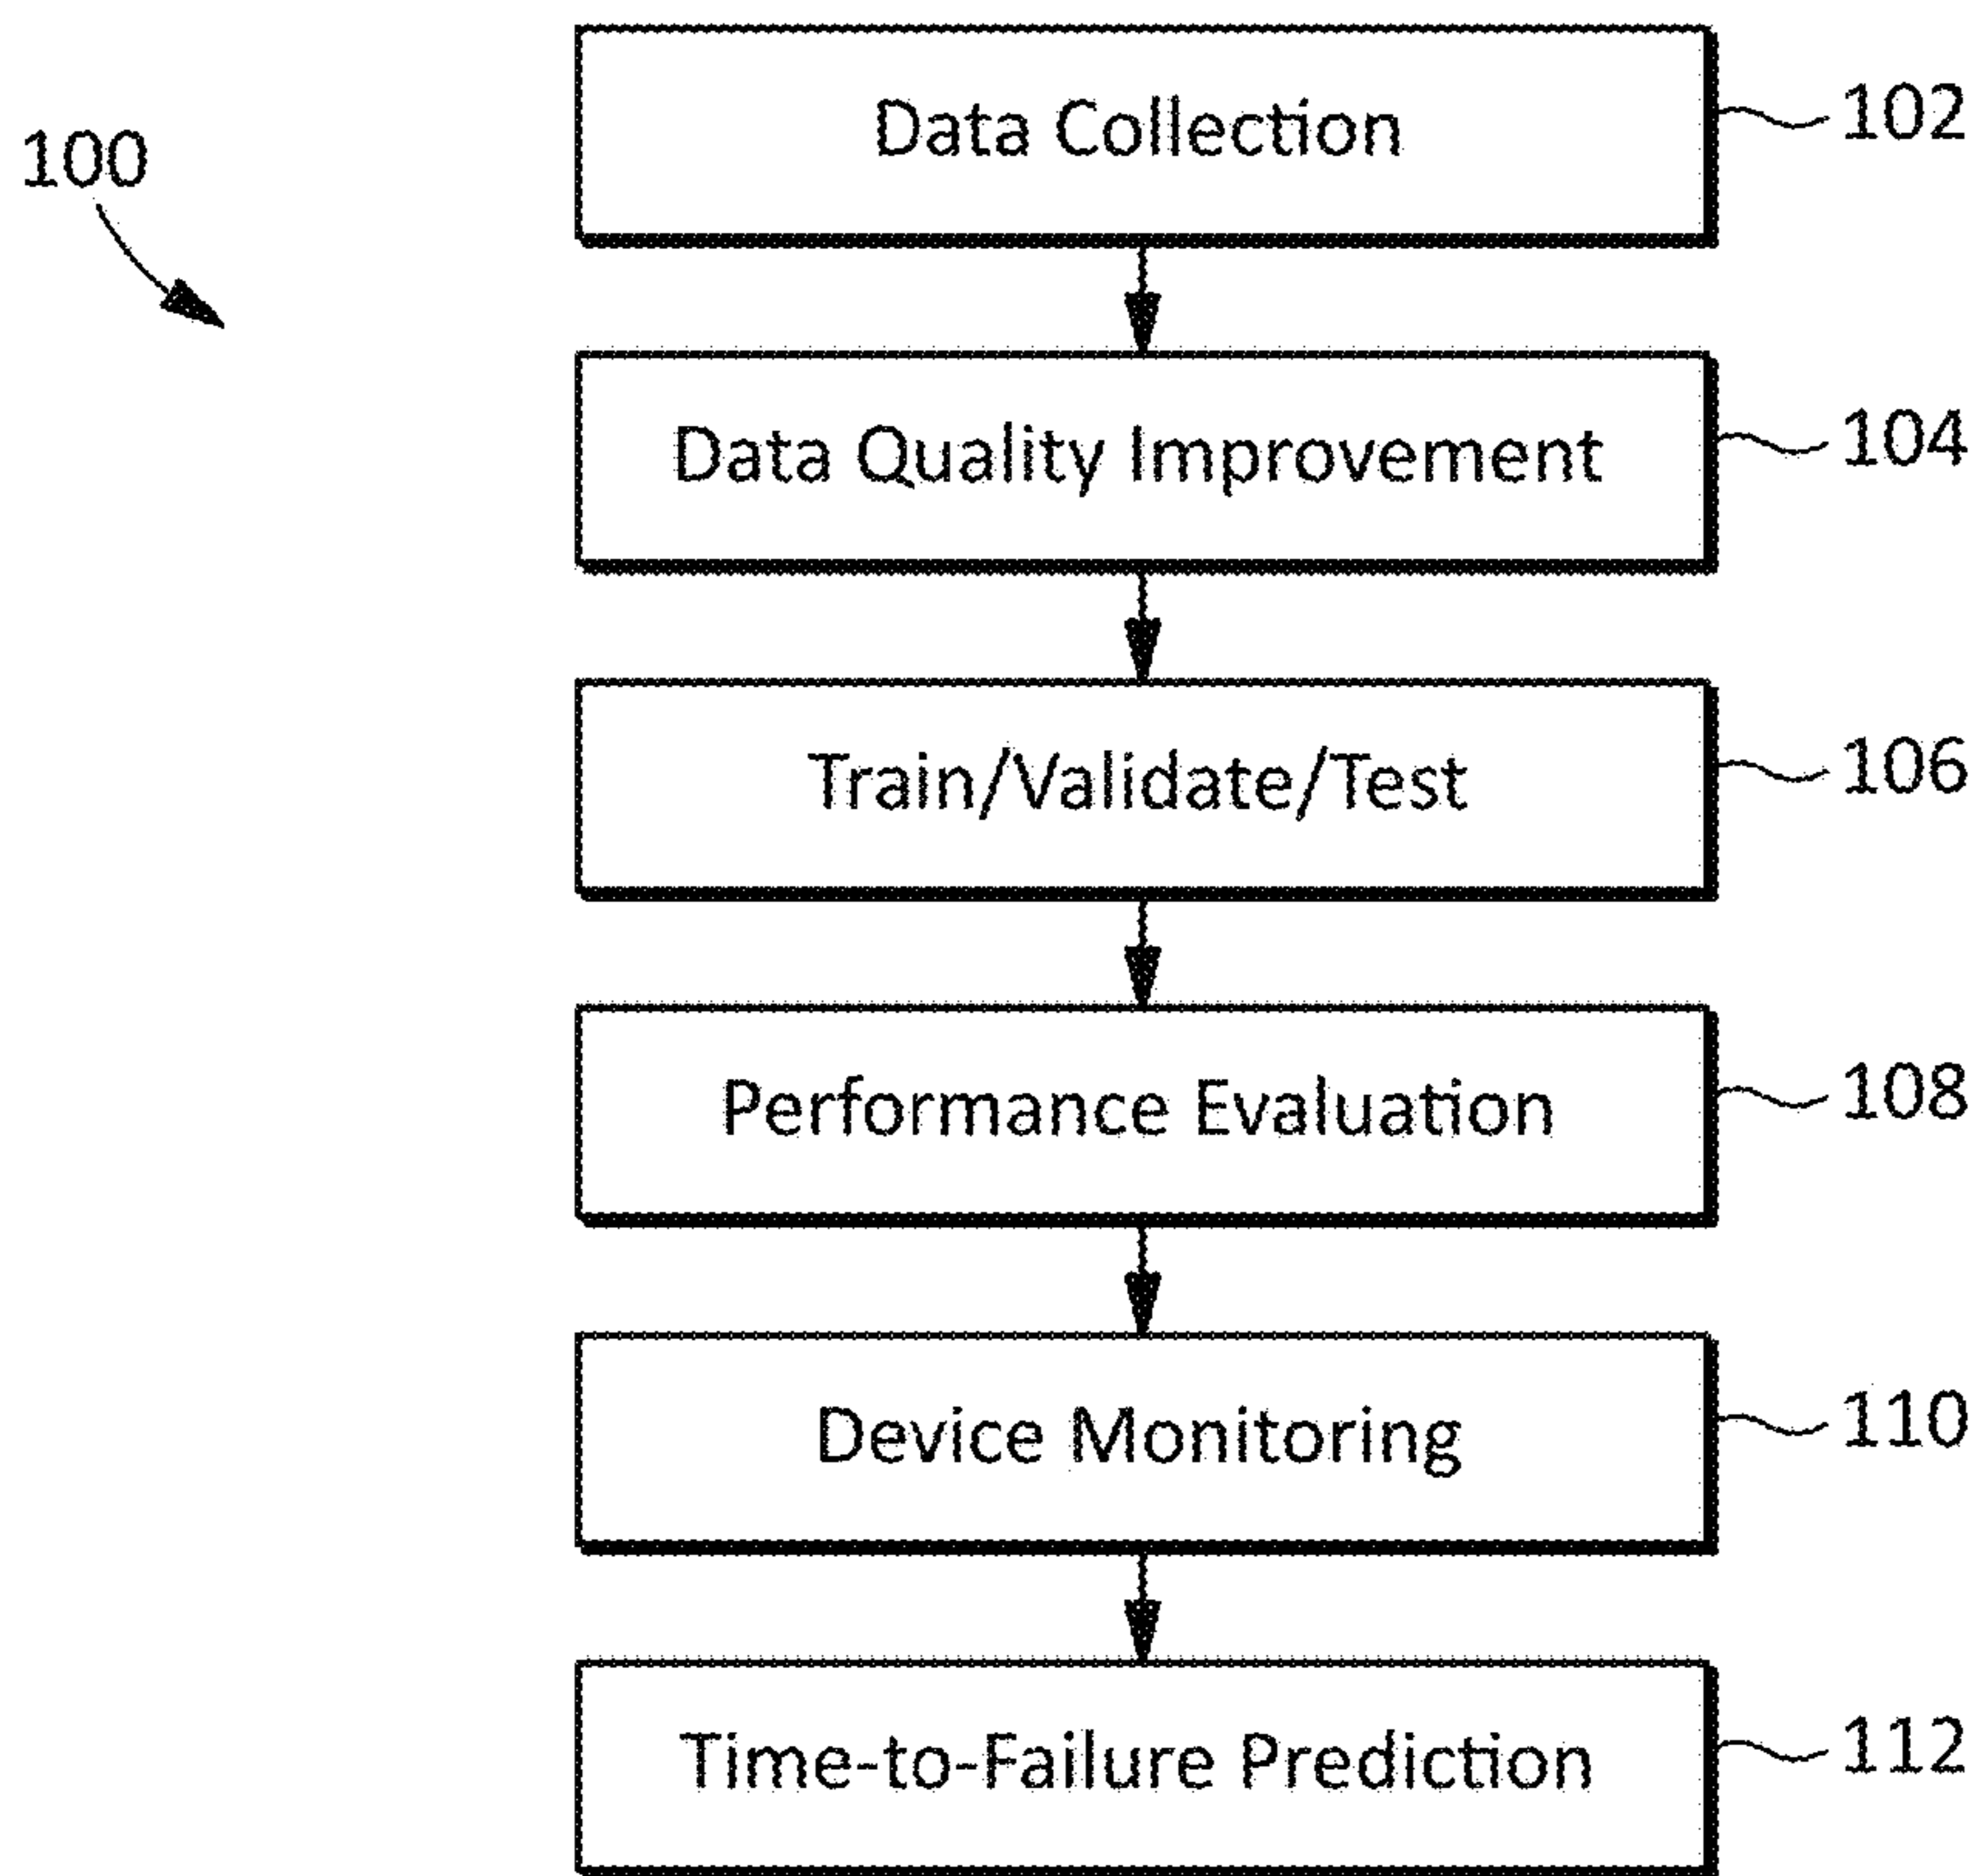 100
Data Collection 102
Data Quality Improvement 104
Train/Validate/Test 106
Performance Evaluation 108
Device Monitoring 110
Time-to-Failure Prediction 112